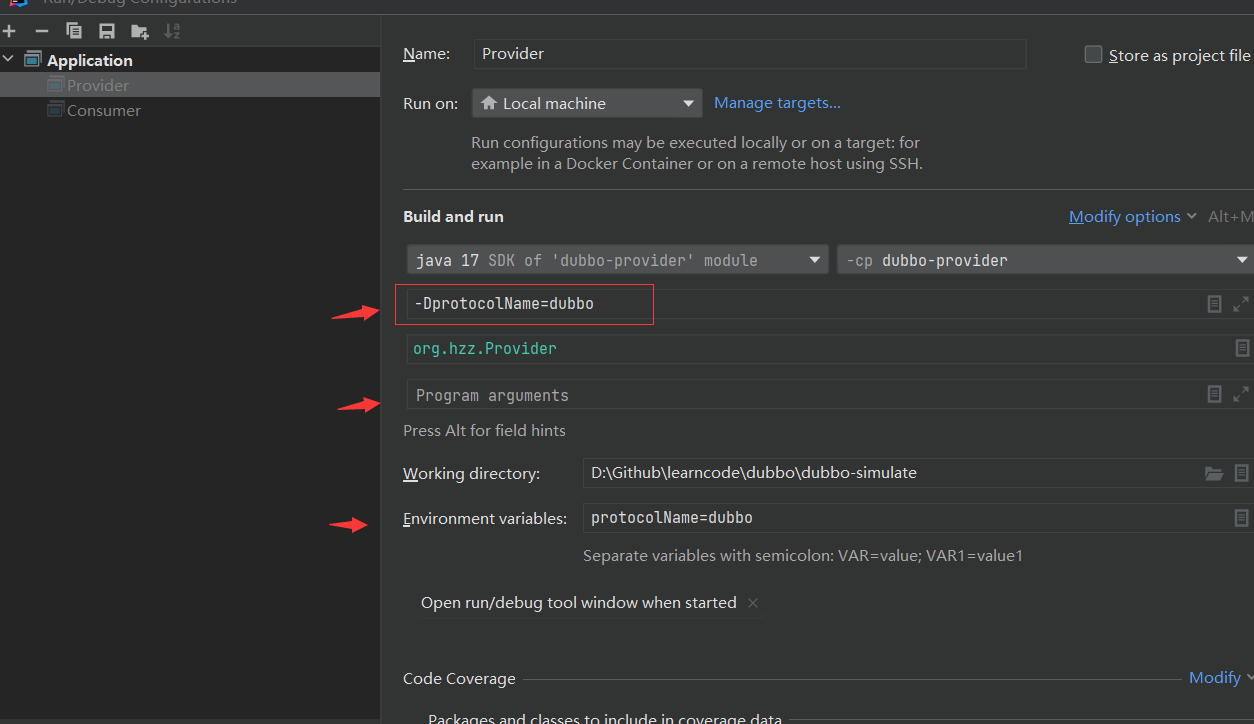 Run/Debug Configurations
Application
Provider
Consumer
Name: Provider Store as project file
Run on: Local machine Manage targets...
Run configurations may be executed locally or on a target: for
example in a Docker Container or on a remote host using SSH.
Build and run Modify options Alt+M
java 17 SDK of 'dubbo-provider' module -cp dubbo-provider
-DprotocolName=dubbo
org.hzz.Provider
Program arguments
Press Alt for field hints
Working directory: D:\Github\learncode\dubbo\dubbo-simulate
Environment variables: protocolName=dubbo
Separate variables with semicolon: VAR=value; VAR1=value1
Open run/debug tool window when started
Code Coverage Modify
Packages and classes to include in coverage data